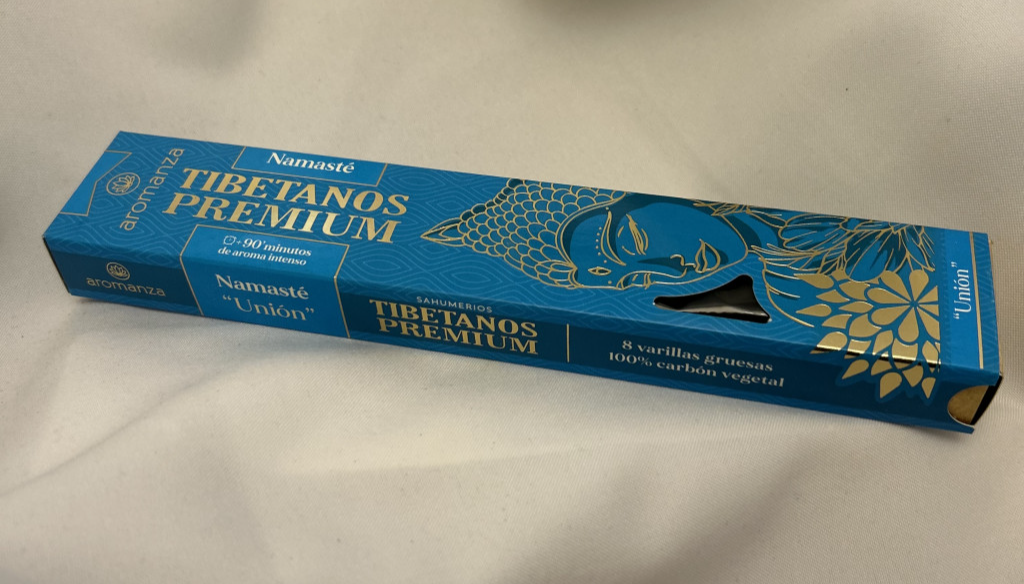 aromanza
Namasté
TIBETANOS
PREMIUM
+90 minutos
de aroma intenso
"Unión"
aromanza
Namasté
"Unión"
SAHUMERIOS
TIBETANOS
PREMIUM
8 varillas gruesas
100% carbón vegetal